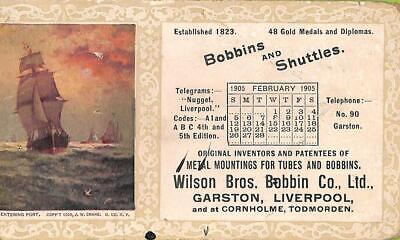 Established 1823. 48 Gold Medals and Diplomas.
Bobbins AND Shuttles.
Telegrams:—
"Nugget,
Liverpool."
Codes:—A1 and
A B C 4th and
5th Edition.
1905 FEBRUARY 1905
S M T W T F S
1 2 3 4
5 6 7 8 9 10 11
12 13 14 15 16 17 18
19 20 21 22 23 24 25
26 27 28
Telephone—
No. 90
Garston.
ORIGINAL INVENTORS AND PATENTEES OF
METAL MOUNTINGS FOR TUBES AND BOBBINS.
Wilson Bros. Bobbin Co., Ltd.,
GARSTON, LIVERPOOL,
and at CORNHOLME, TODMORDEN.
ENTERING PORT. COPY'T 1903, J. W. DRAKE.